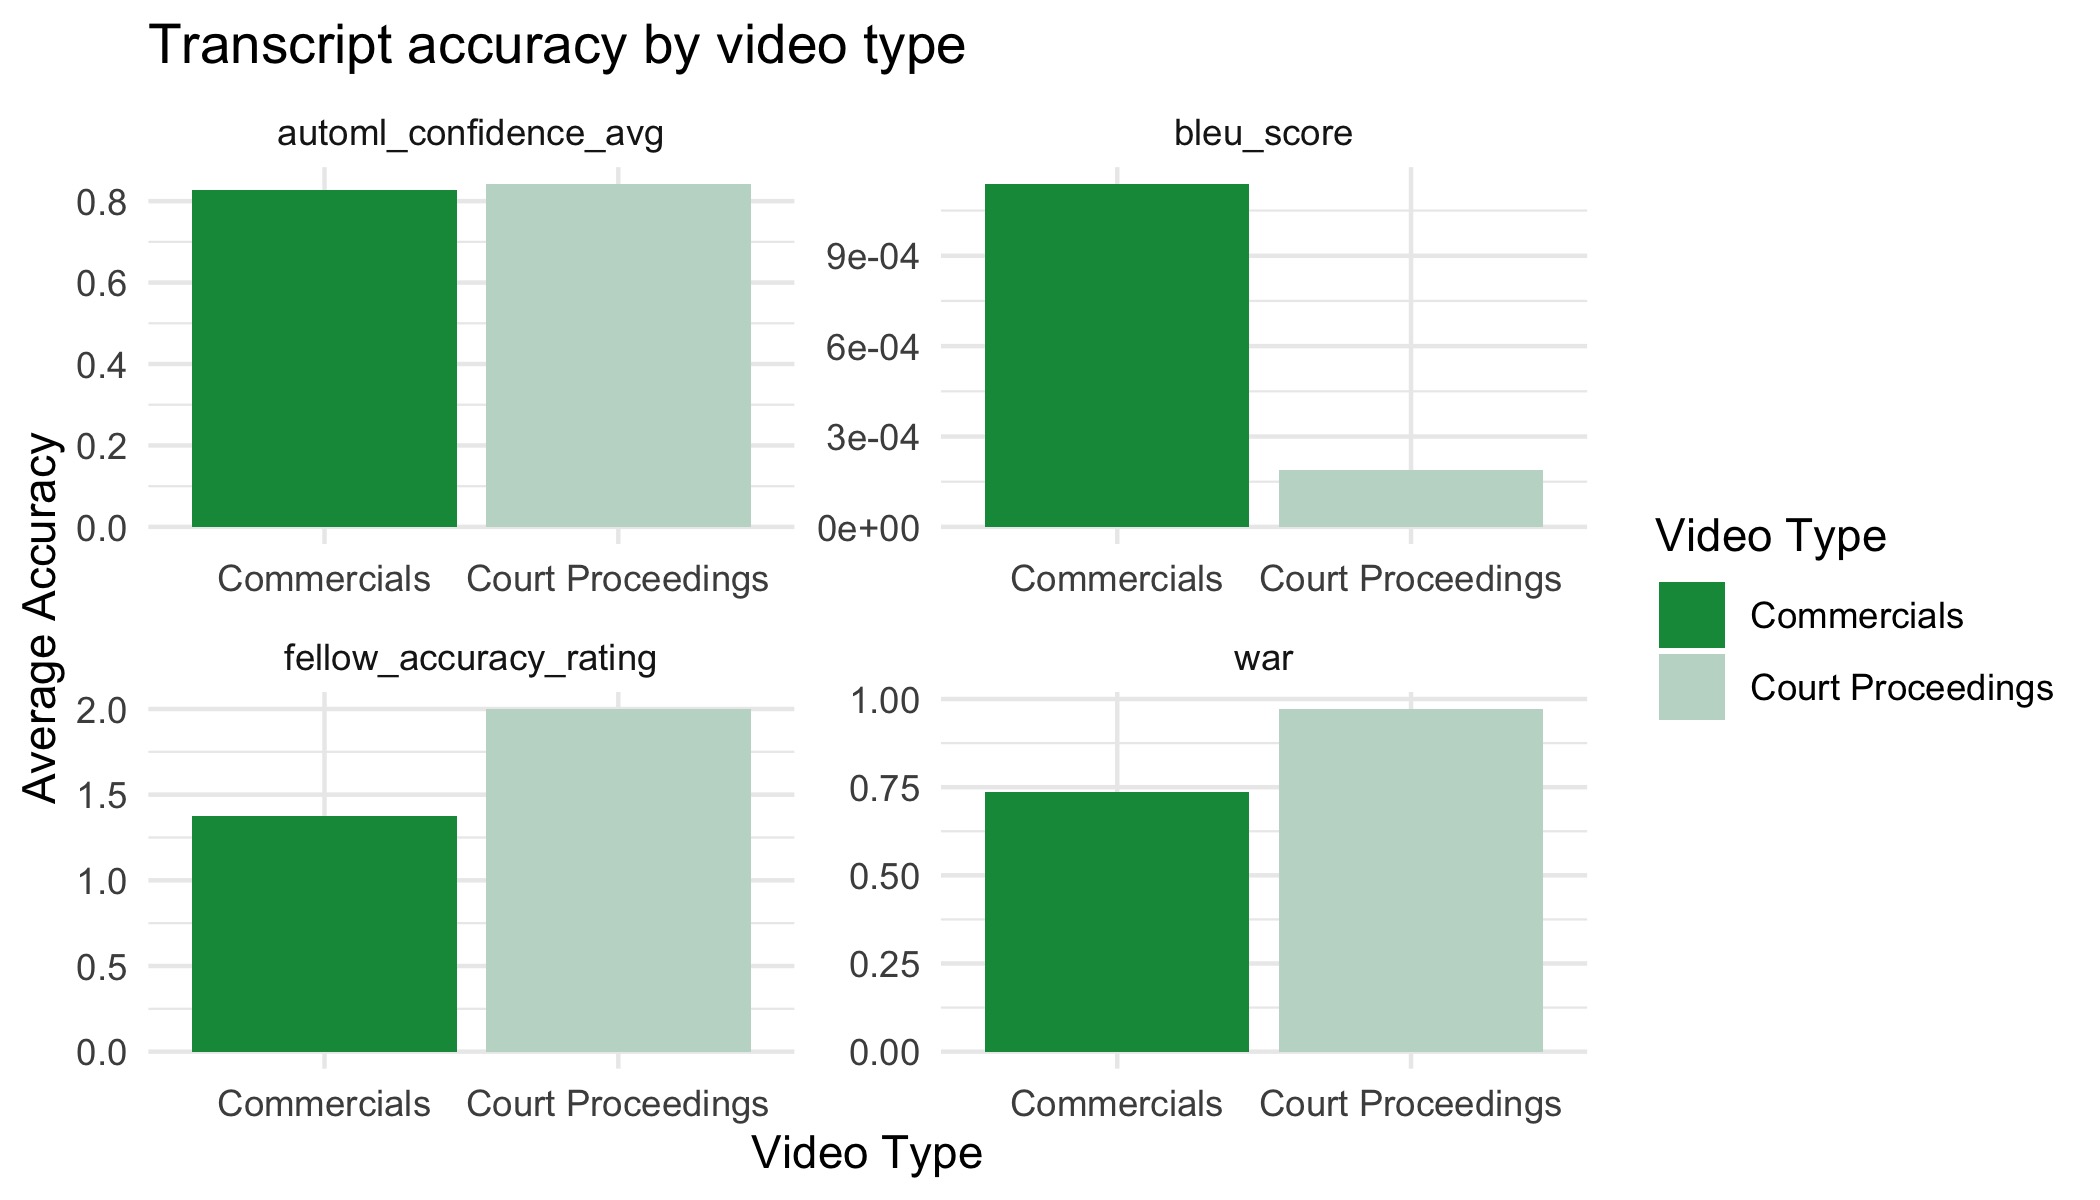 Transcript accuracy by video type
automl_confidence_avg
0.8
0.6
0.4
0.2
0.0
Commercials Court Proceedings
bleu_score
9e-04
6e-04
3e-04
0e+00
Commercials Court Proceedings
fellow_accuracy_rating
2.0
1.5
1.0
0.5
0.0
Commercials Court Proceedings
war
1.00
0.75
0.50
0.25
0.00
Commercials Court Proceedings
Average Accuracy
Video Type
Video Type
Commercials
Court Proceedings